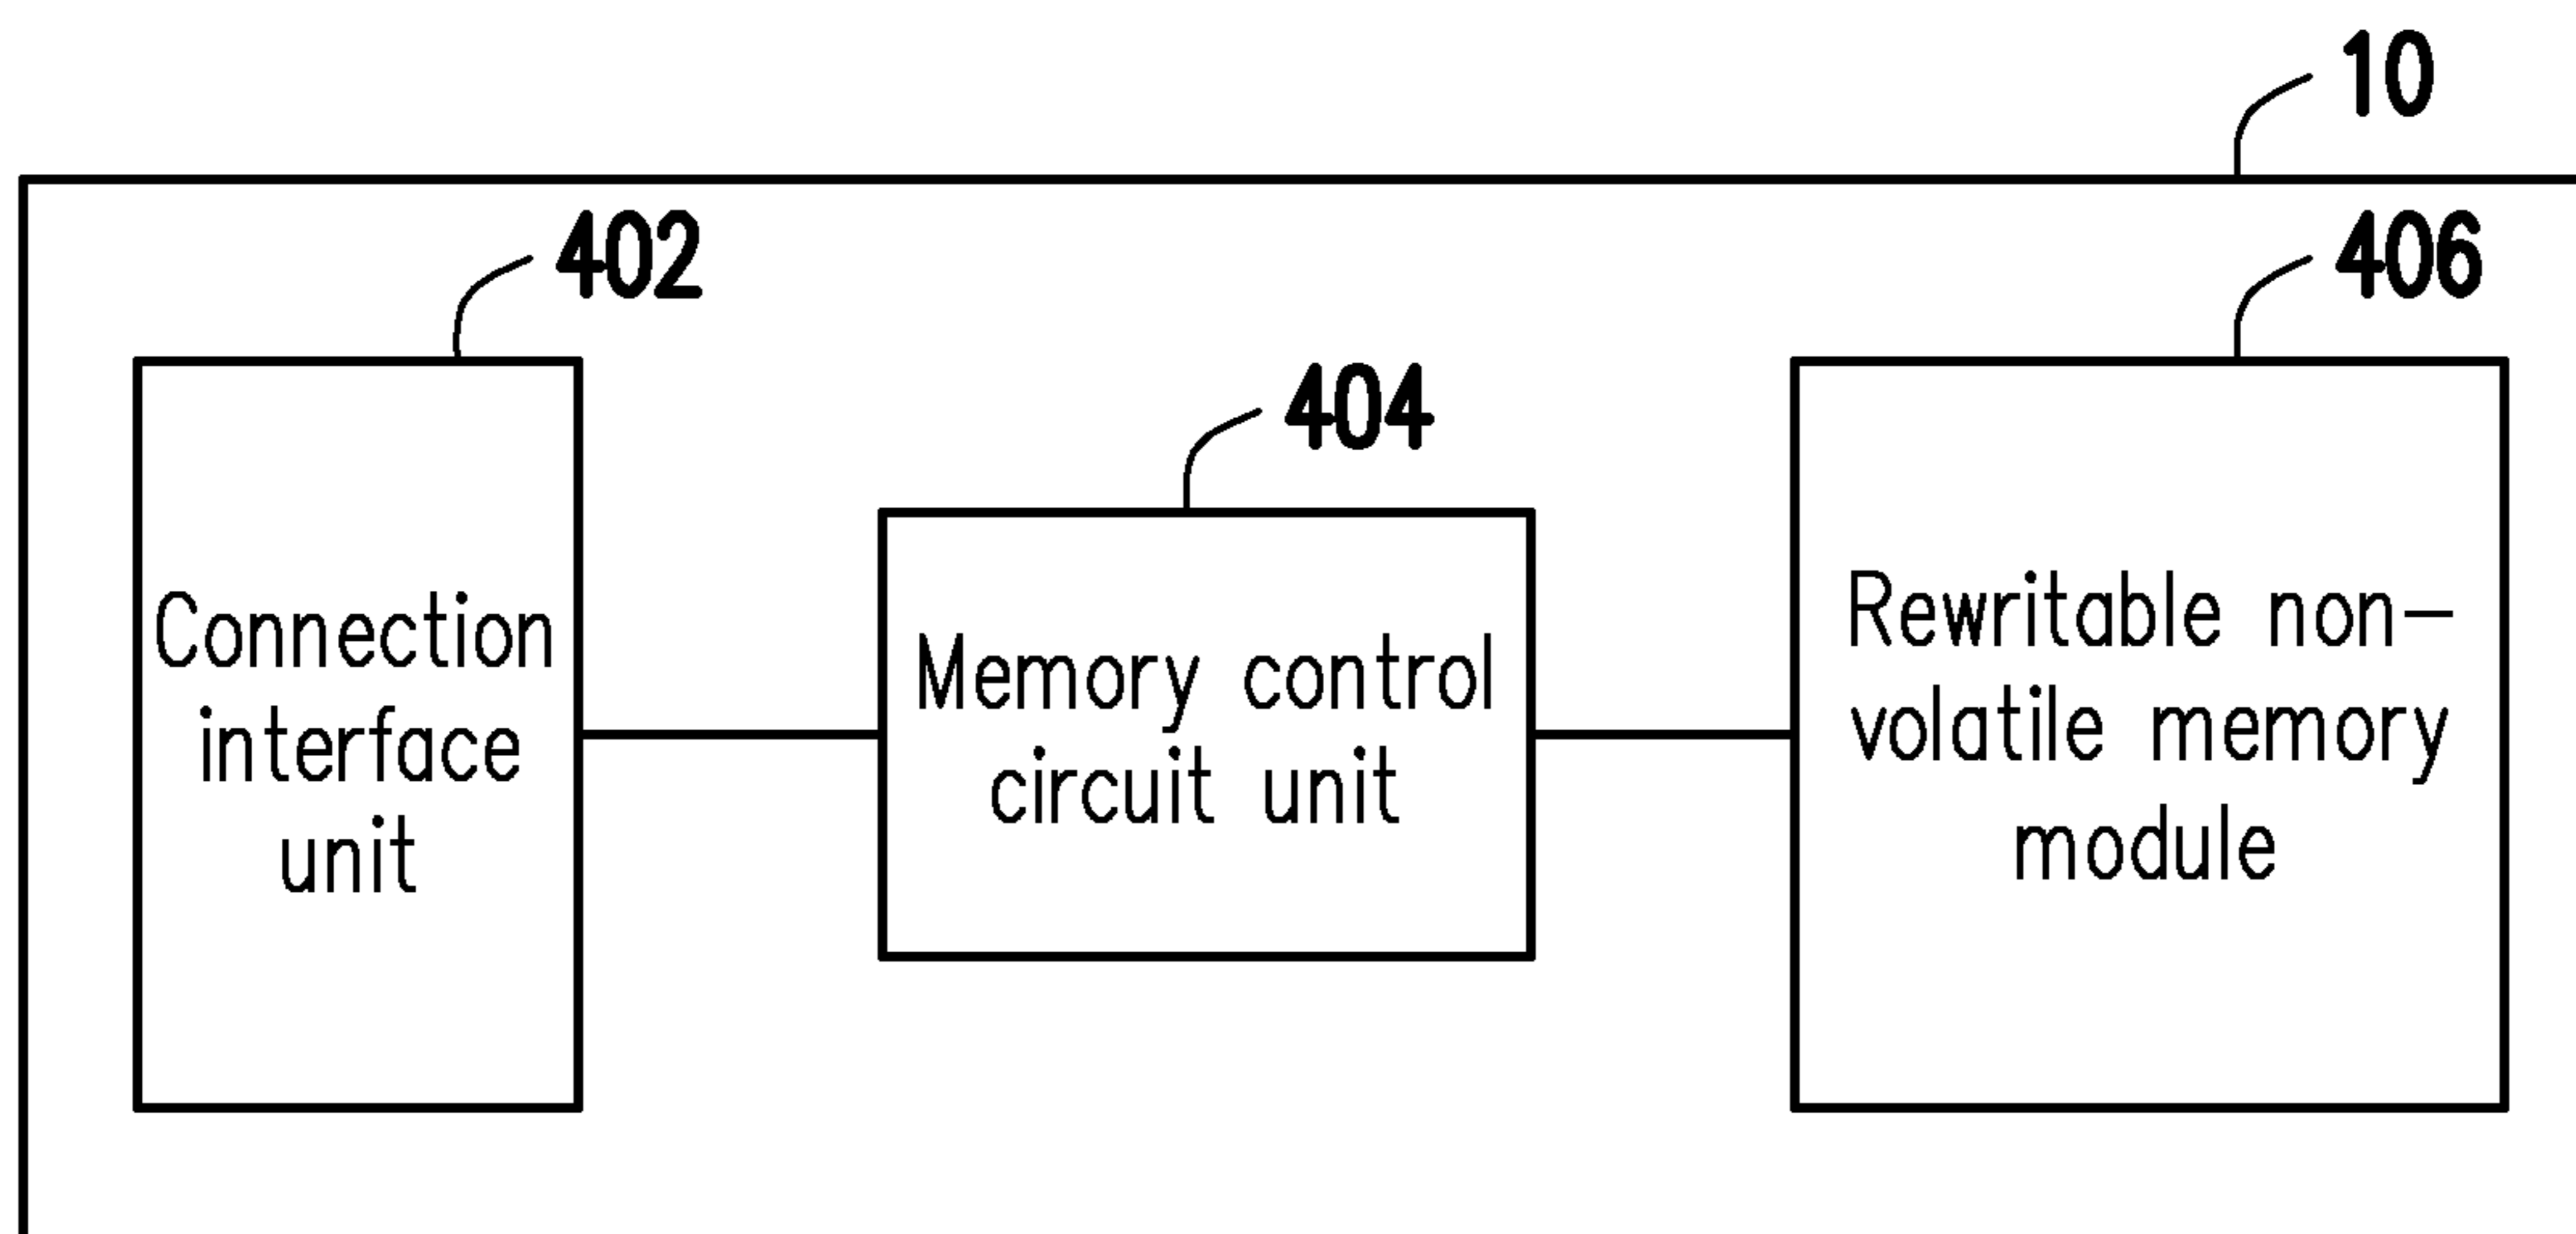 10
402
406
404
Connection
interface
unit
Memory control
circuit unit
Rewritable non-
volatile memory
module